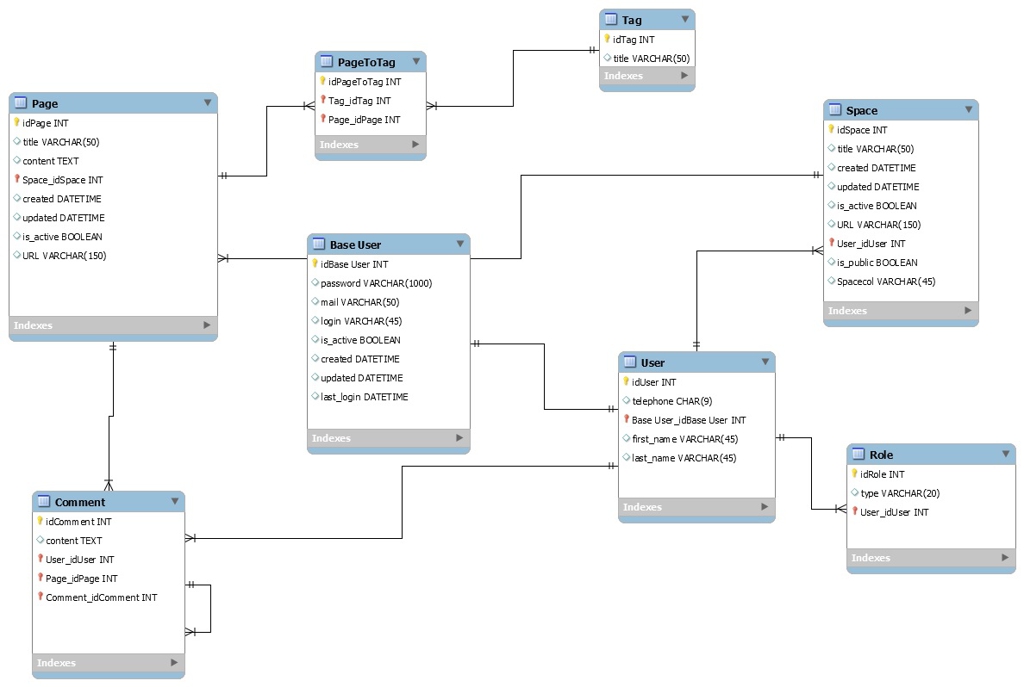 Tag
idTag INT
title VARCHAR(50)
Indexes
PageToTag
idPageToTag INT
Tag_idTag INT
Page_idPage INT
Indexes
Page
idPage INT
title VARCHAR(50)
content TEXT
Space_idSpace INT
created DATETIME
updated DATETIME
is_active BOOLEAN
URL VARCHAR(150)
Indexes
Space
idSpace INT
title VARCHAR(50)
created DATETIME
updated DATETIME
is_active BOOLEAN
URL VARCHAR(150)
User_idUser INT
is_public BOOLEAN
Spacecol VARCHAR(45)
Indexes
Base User
idBase User INT
password VARCHAR(1000)
mail VARCHAR(50)
login VARCHAR(45)
is_active BOOLEAN
created DATETIME
updated DATETIME
last_login DATETIME
Indexes
User
idUser INT
telephone CHAR(9)
Base User_idBase User INT
first_name VARCHAR(45)
last_name VARCHAR(45)
Indexes
Role
idRole INT
type VARCHAR(20)
User_idUser INT
Indexes
Comment
idComment INT
content TEXT
User_idUser INT
Page_idPage INT
Comment_idComment INT
Indexes